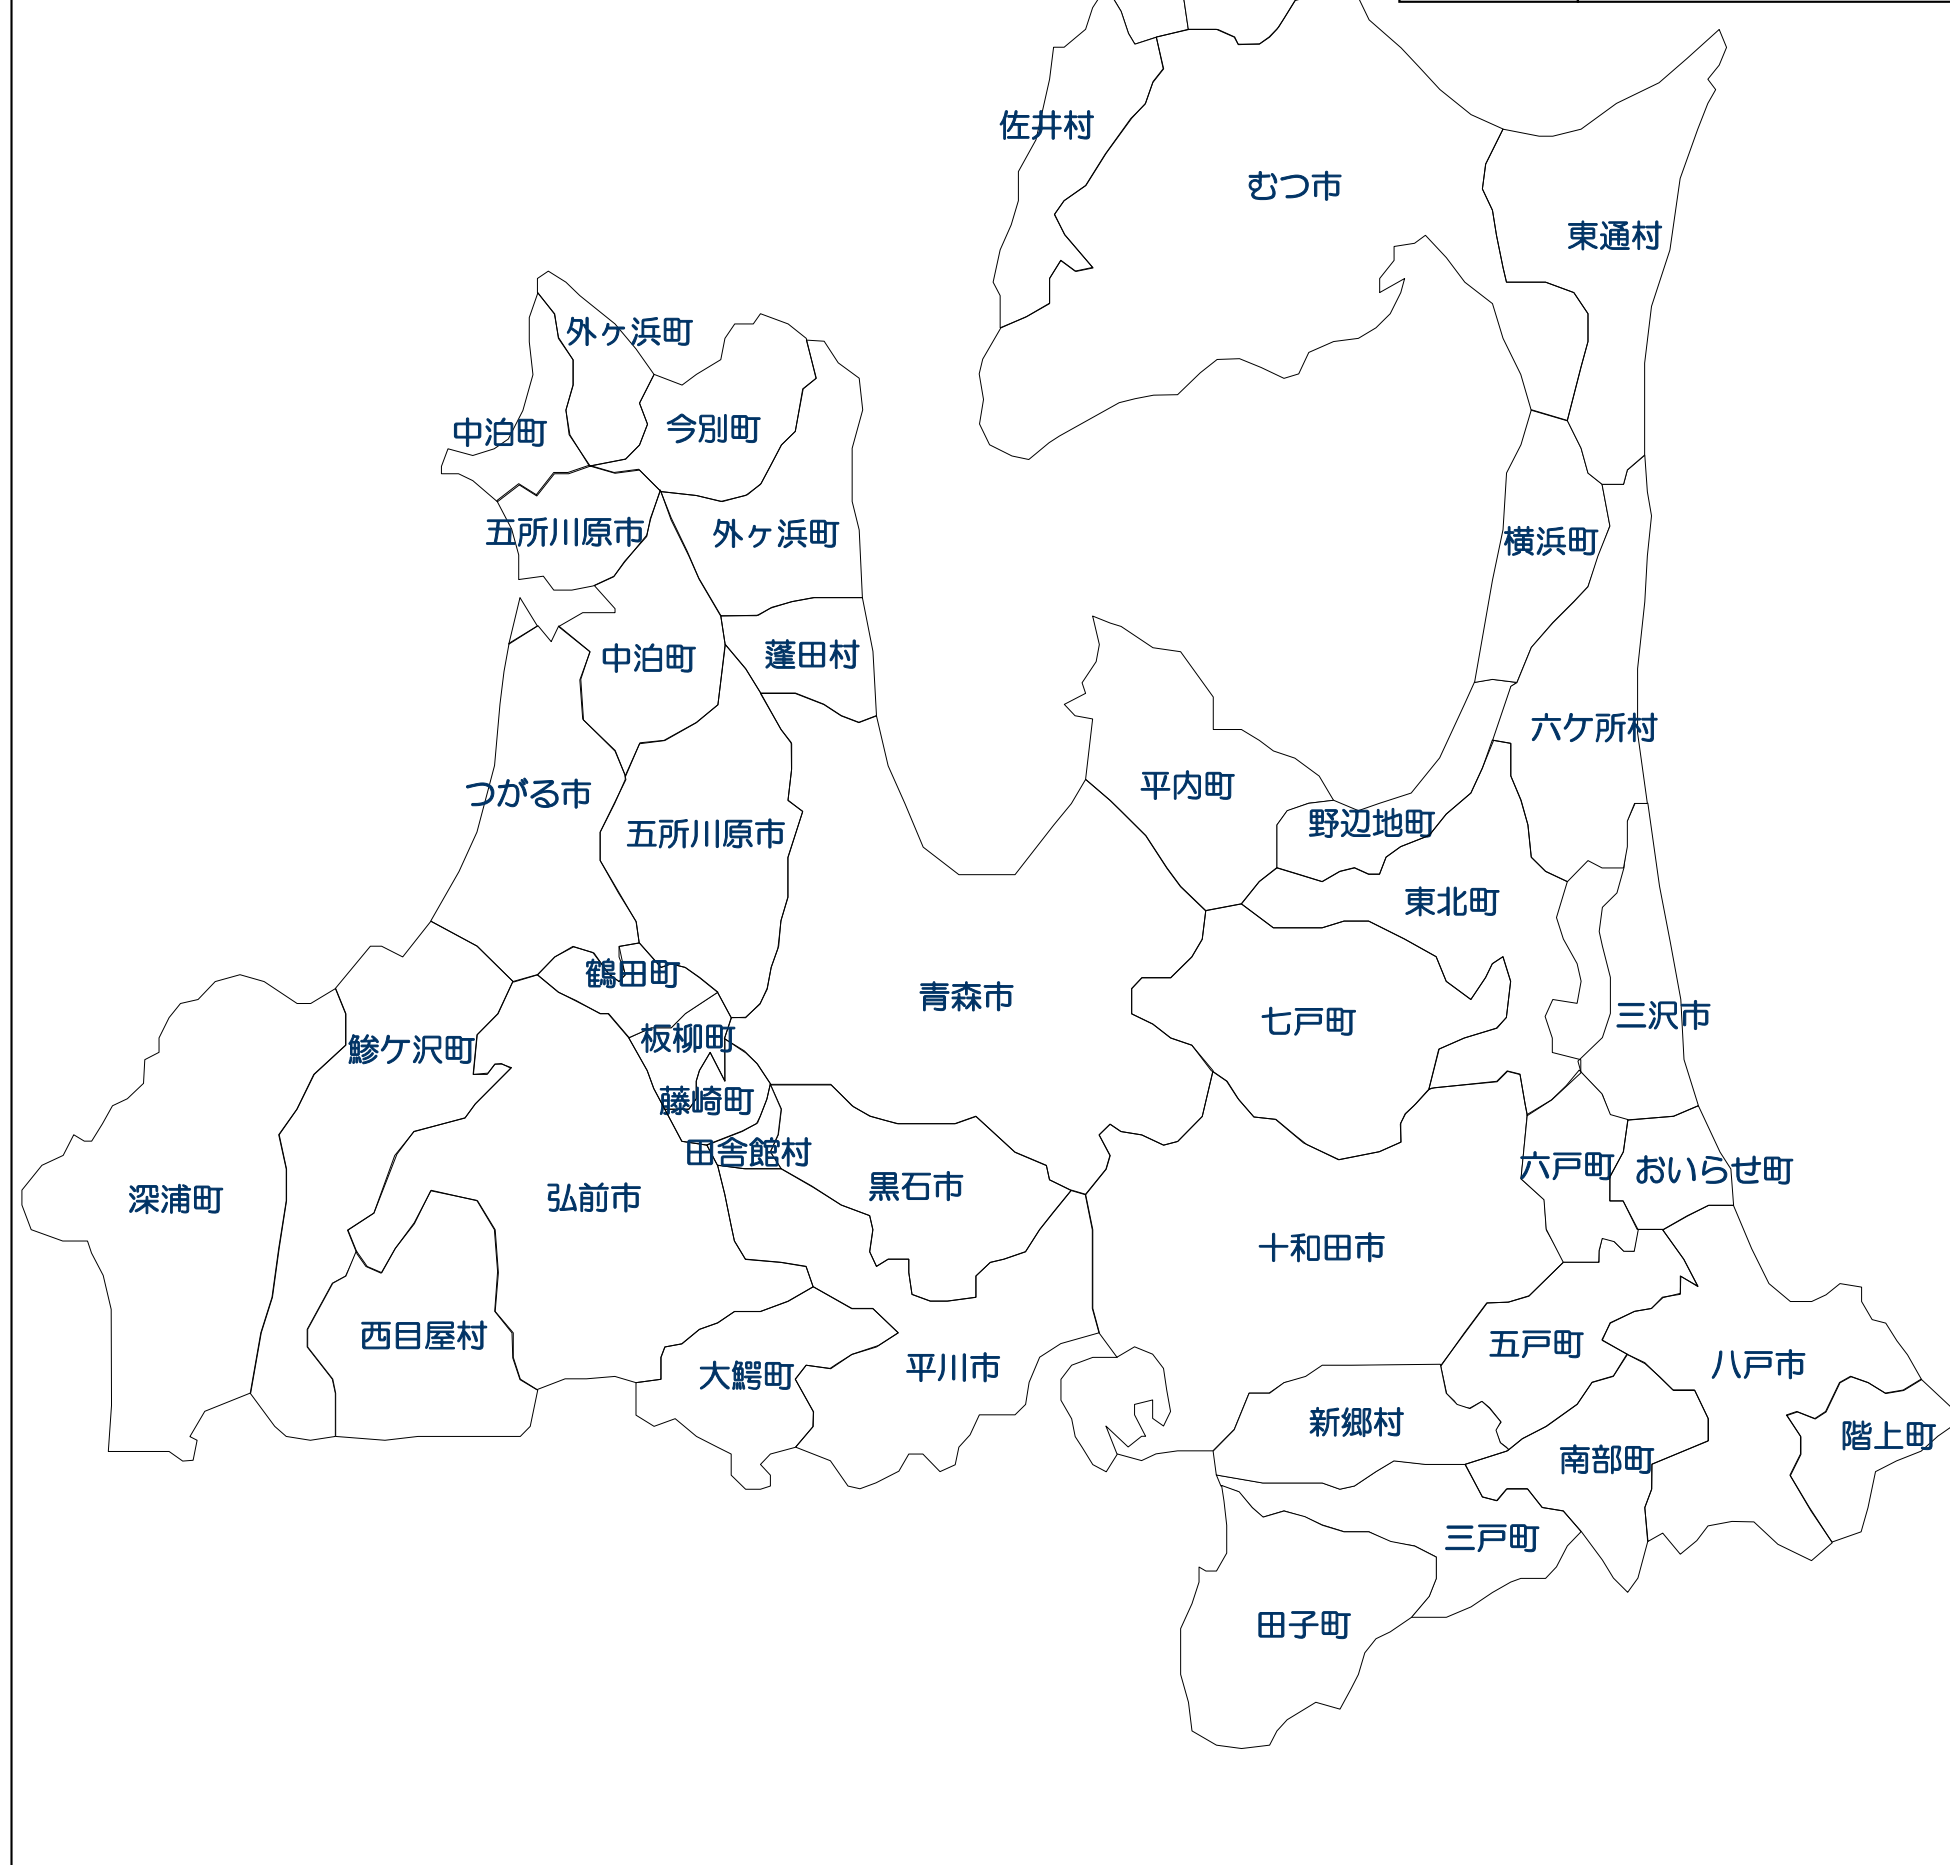 佐井村
むつ市
東通村
外ヶ浜町
今別町
中泊町
五所川原市
外ヶ浜町
横浜町
中泊町
蓬田村
六ケ所村
平内町
つがる市
野辺地町
五所川原市
東北町
鶴田町
青森市
七戸町
三沢市
板柳町
鰺ケ沢町
藤崎町
田舎館村
六戸町
おいらせ町
黒石市
深浦町
弘前市
十和田市
西目屋村
五戸町
八戸市
平川市
大鰐町
新郷村
階上町
南部町
三戸町
田子町